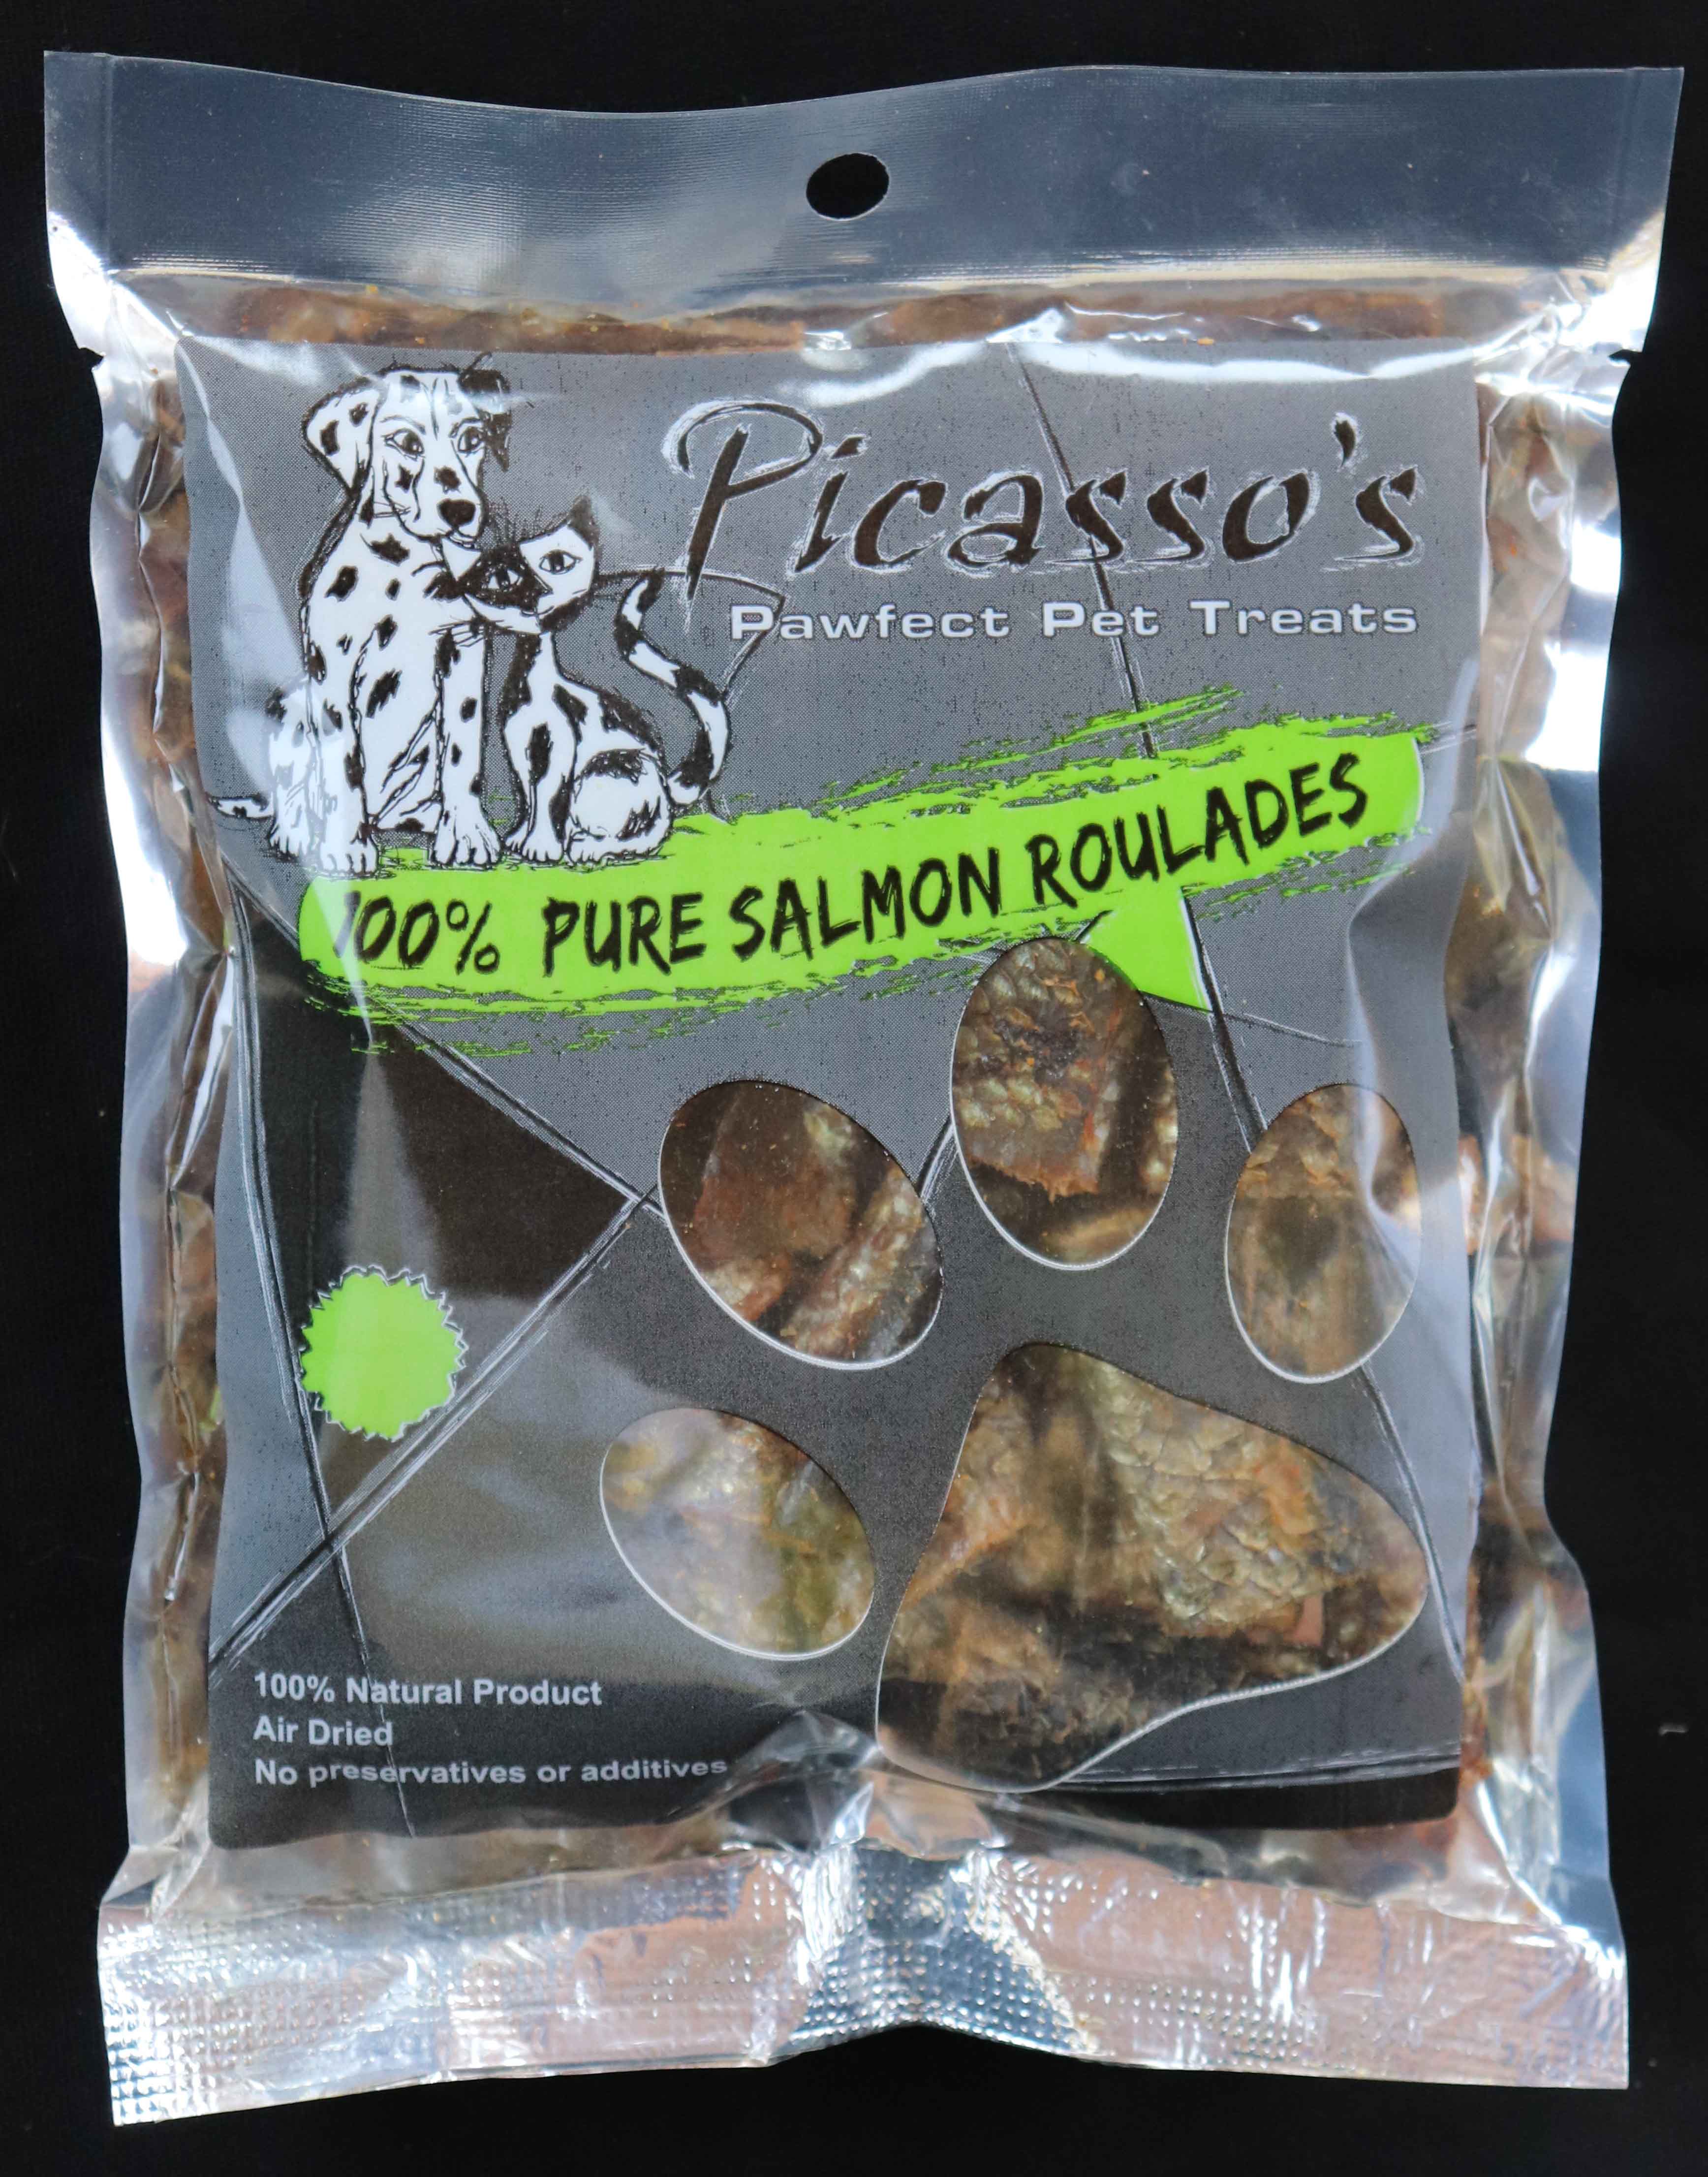 Picasso's
Pawfect Pet Treats
100% PURE SALMON ROULADES
100% Natural Product
Air Dried
No preservatives or additives